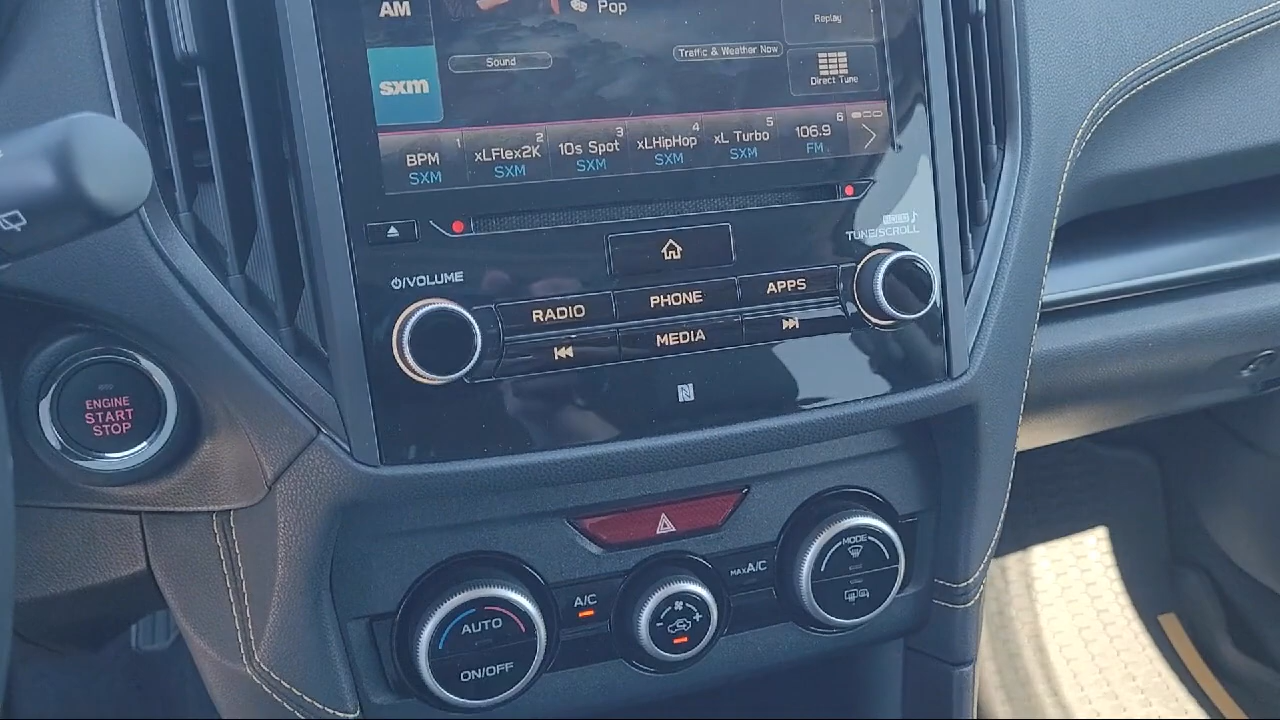 AM
Pop
Replay
Sound
Traffic & Weather Now
sxm
Direct Tune
1
BPM
SXM
2
xLFlex2K
SXM
3
10s Spot
SXM
4
xLHipHop
SXM
5
xL Turbo
SXM
6
106.9
FM
TUNE/SCROLL
/VOLUME
RADIO
PHONE
APPS
MEDIA
N
ENGINE
START
STOP
MODE
MAX A/C
A/C
AUTO
ON/OFF